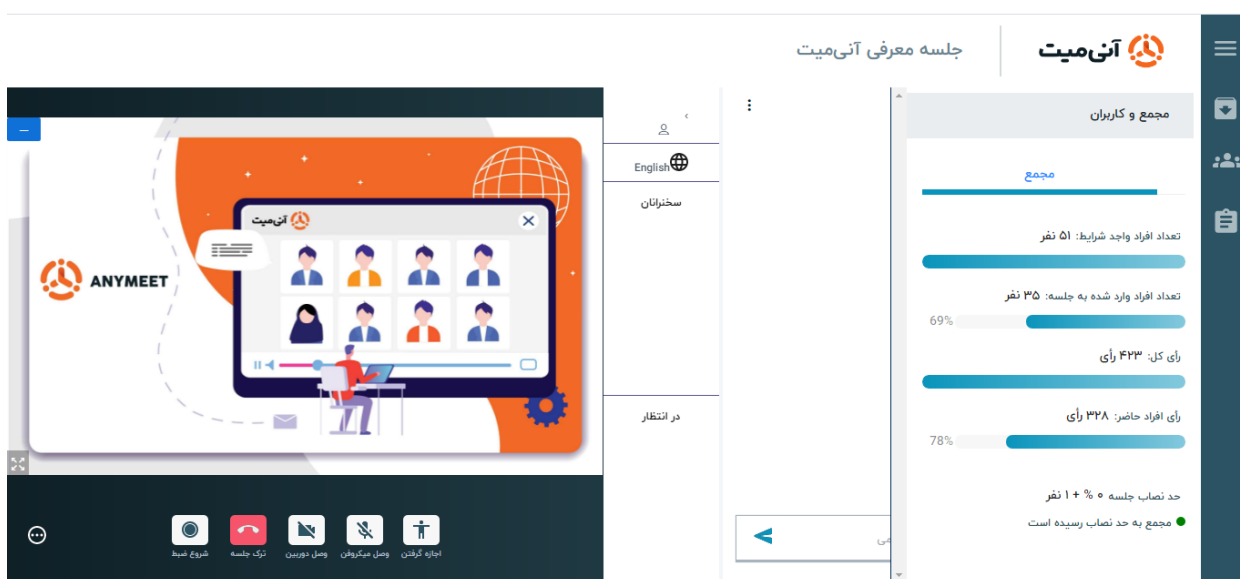 آنی‌میت
جلسه معرفی آنی‌میت
مجمع و کاربران
مجمع
تعداد افراد واجد شرایط: ۵۱ نفر
تعداد افراد وارد شده به جلسه: ۳۵ نفر
69%
رأی کل: ۴۲۳ رأی
رأی افراد حاضر: ۳۲۸ رأی
78%
حد نصاب جلسه ۰ % + ۱ نفر
مجمع به حد نصاب رسیده است
English
سخنرانان
در انتظار
آنی‌میت
ANYMEET
اجازه گرفتن
وصل میکروفن
وصل دوربین
ترک جلسه
شروع ضبط